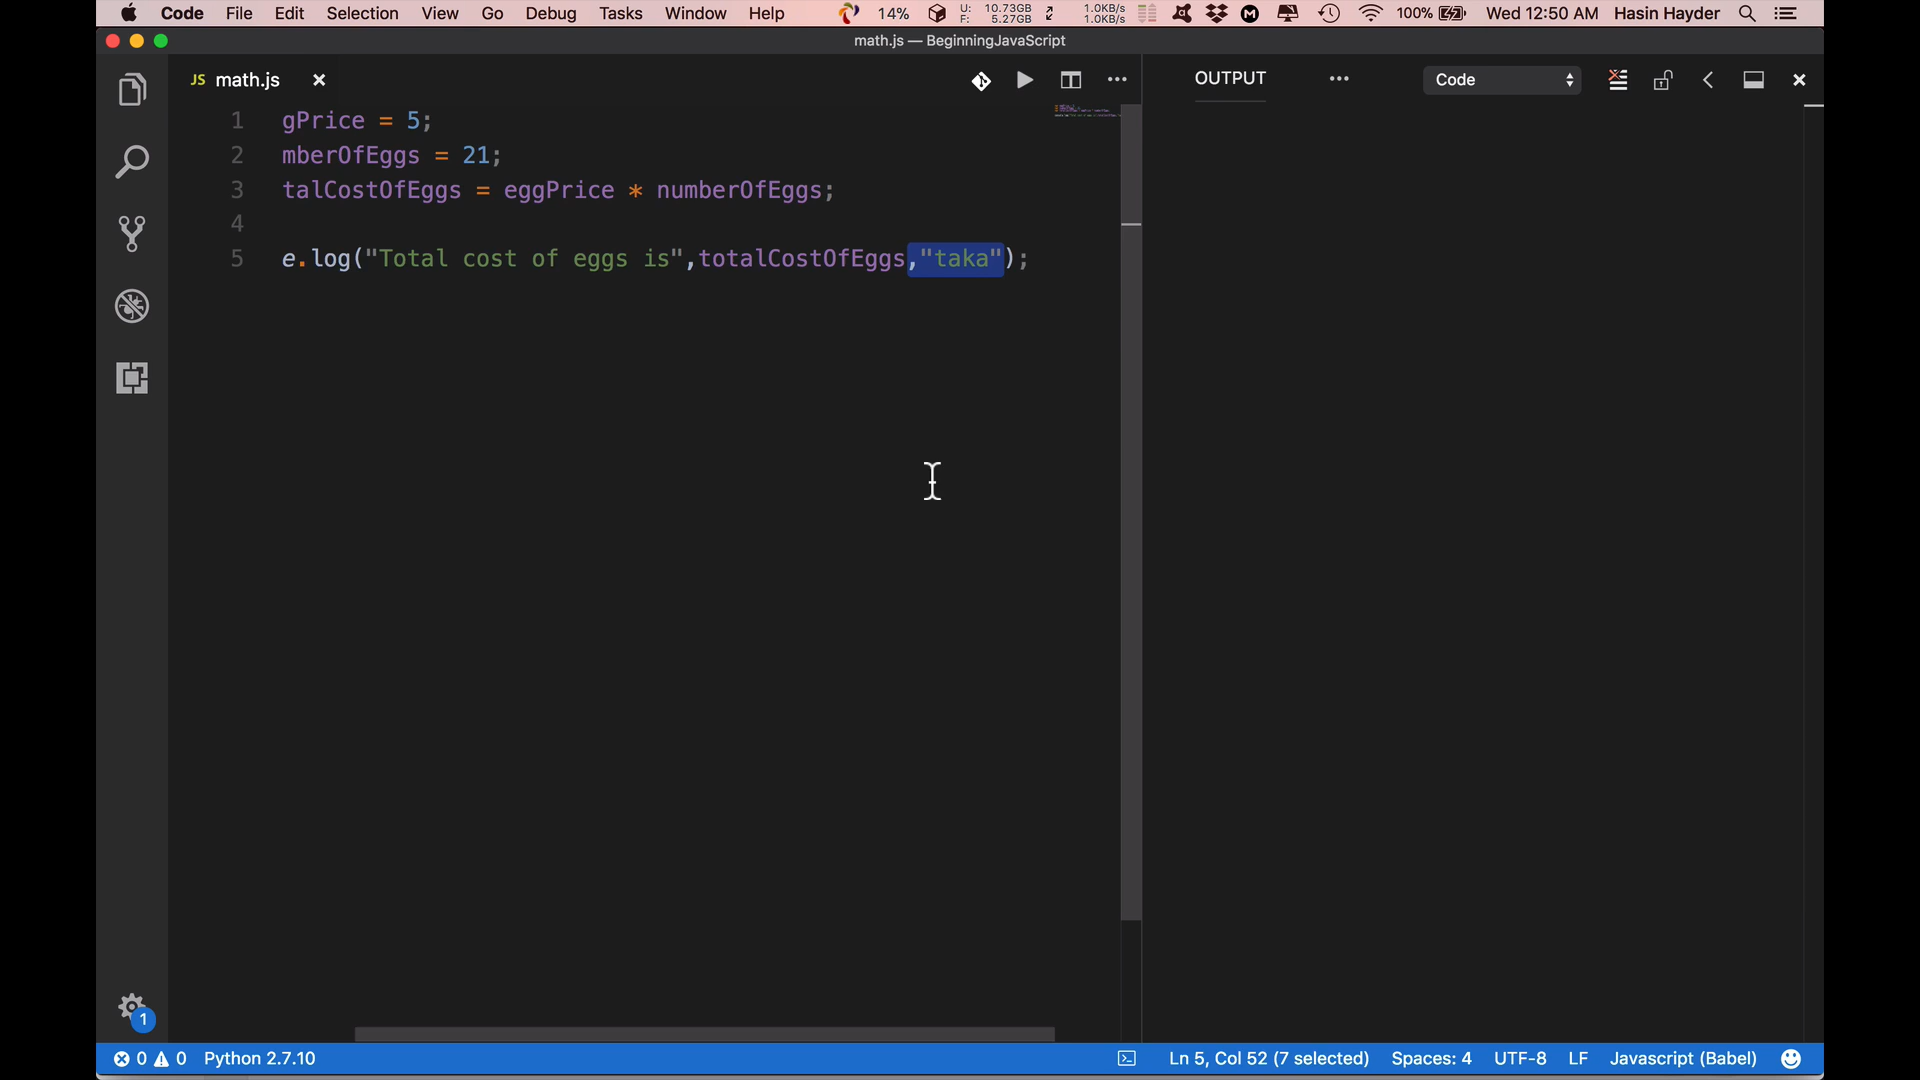 Code File Edit Selection View Go Debug Tasks Window Help 14% U: 10.73GB F: 5.27GB 1.0KB/s 1.0KB/s 100% Wed 12:50 AM Hasin Hayder
math.js — BeginningJavaScript
JS math.js
OUTPUT
Code
1 gPrice = 5;
2 mberOfEggs = 21;
3 talCostOfEggs = eggPrice * numberOfEggs;
4
5 e.log("Total cost of eggs is",totalCostOfEggs,"taka");
1
0 0 Python 2.7.10 Ln 5, Col 52 (7 selected) Spaces: 4 UTF-8 LF Javascript (Babel)